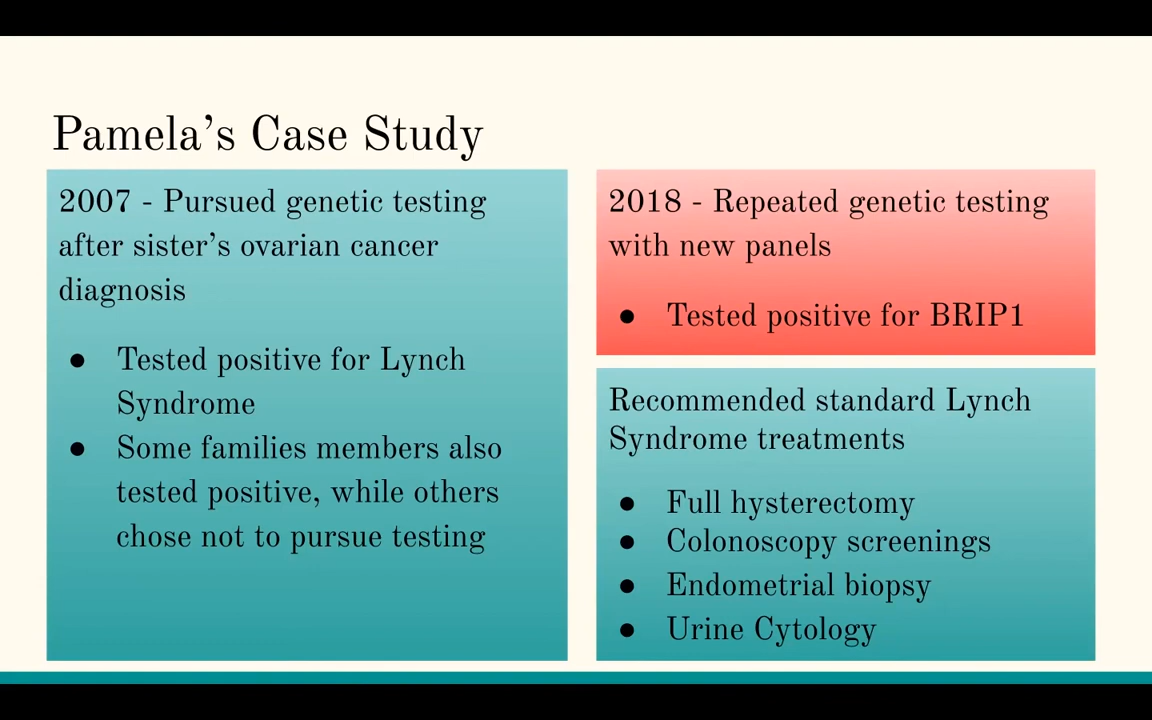 Pamela's Case Study
2007 - Pursued genetic testing
after sister's ovarian cancer
diagnosis
● Tested positive for Lynch
Syndrome
● Some families members also
tested positive, while others
chose not to pursue testing
2018 - Repeated genetic testing
with new panels
● Tested positive for BRIP1
Recommended standard Lynch
Syndrome treatments
● Full hysterectomy
● Colonoscopy screenings
● Endometrial biopsy
● Urine Cytology